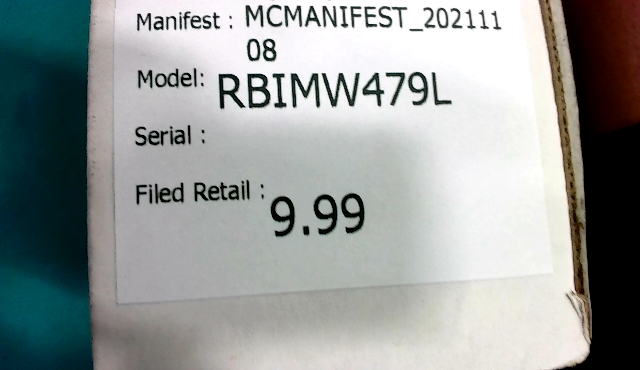 Manifest : MCMANIFEST_202111
08
Model: RBIMW479L
Serial :
Filed Retail : 9.99